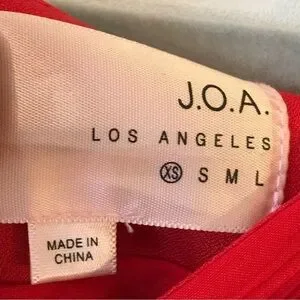 J.O.A.
LOS ANGELES
XS S M L
MADE IN
CHINA